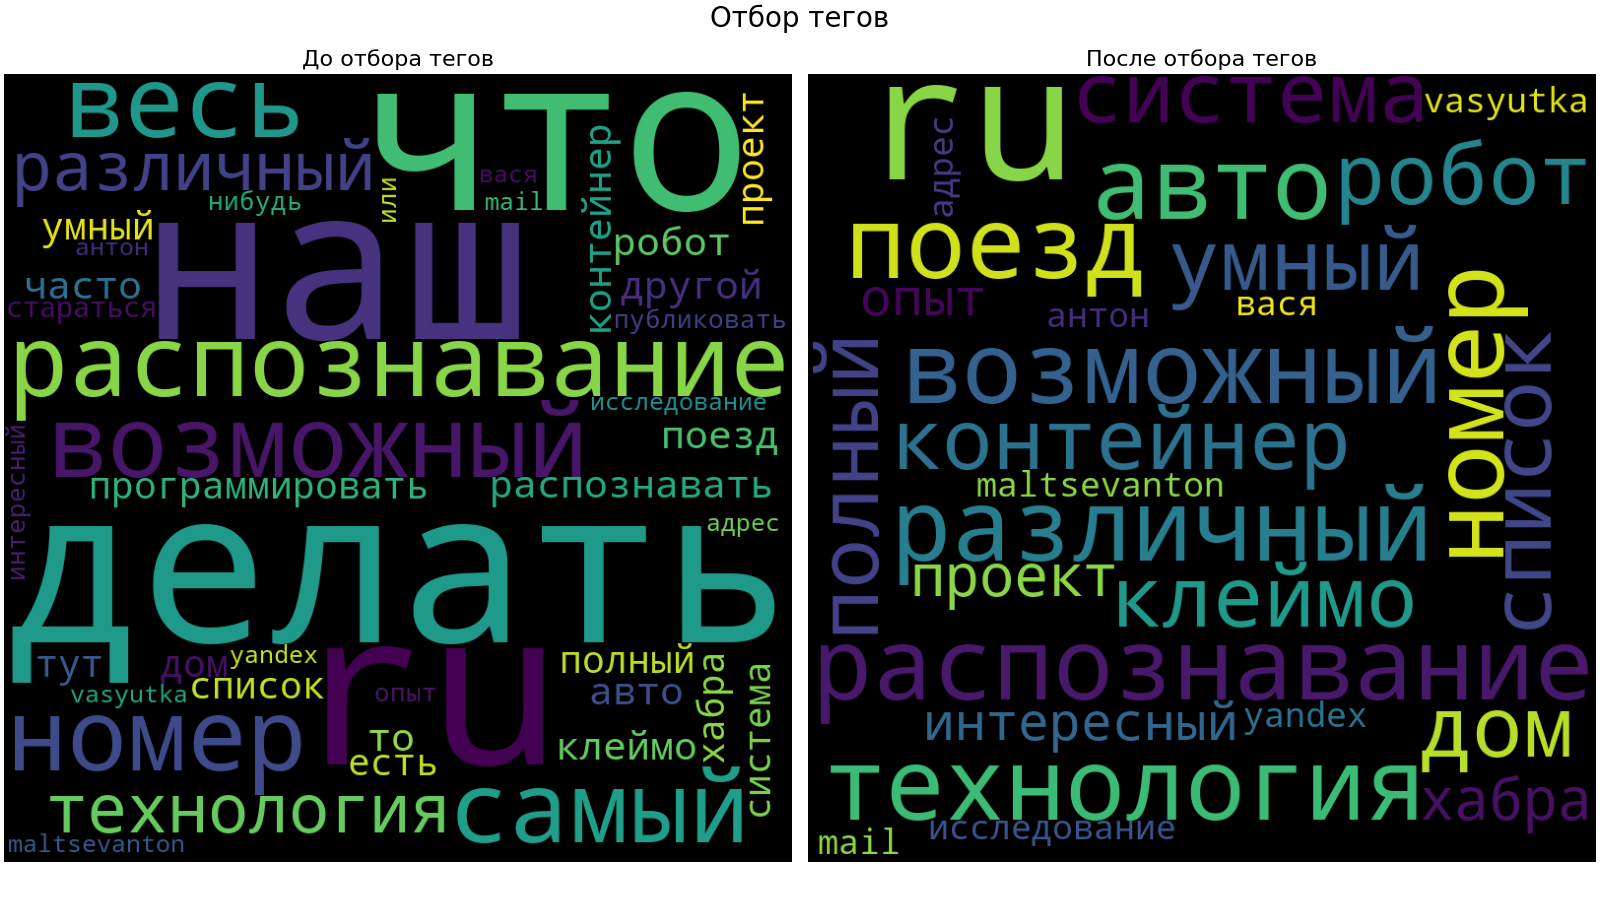 Отбор тегов
До отбора тегов
весь
что
проект
различный
контейнер
вася
или
mail
нибудь
умный
наш
антон
робот
часто
другой
стараться
публиковать
распознавание
исследование
возможный
поезд
интересный
программировать
распознавать
делать
адрес
тут
дом
yandex
ru
полный
хабра
система
vasyutka
список
опыт
авто
номер
то
есть
клеймо
технология
самый
maltsevanton
После отбора тегов
ru
система
vasyutka
адрес
авто
робот
поезд
умный
опыт
антон
вася
номер
полный
возможный
список
контейнер
maltsevanton
различный
проект
клеймо
распознавание
интересный
yandex
дом
технология
хабра
mail
исследование